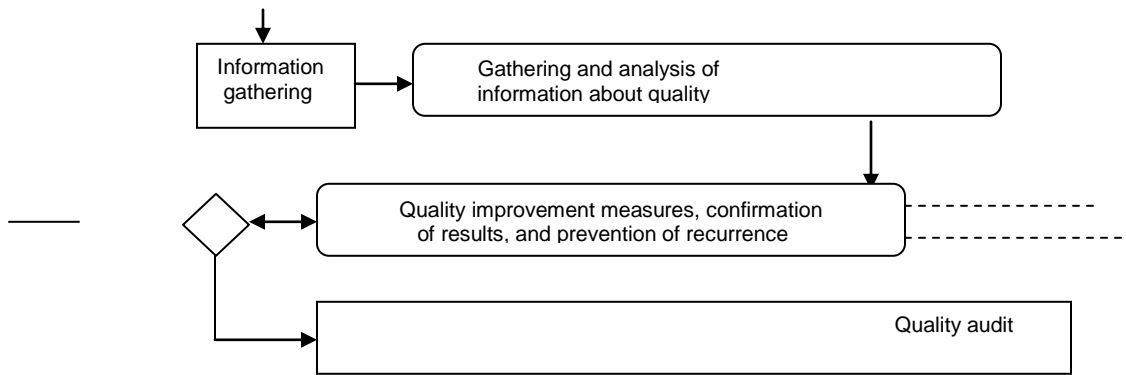 Information
gathering
Gathering and analysis of
information about quality
Quality improvement measures, confirmation
of results, and prevention of recurrence
Quality audit